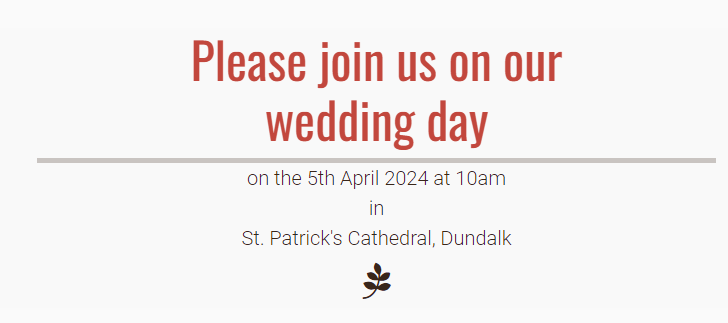 Please join us on our
wedding day
on the 5th April 2024 at 10am
in
St. Patrick's Cathedral, Dundalk